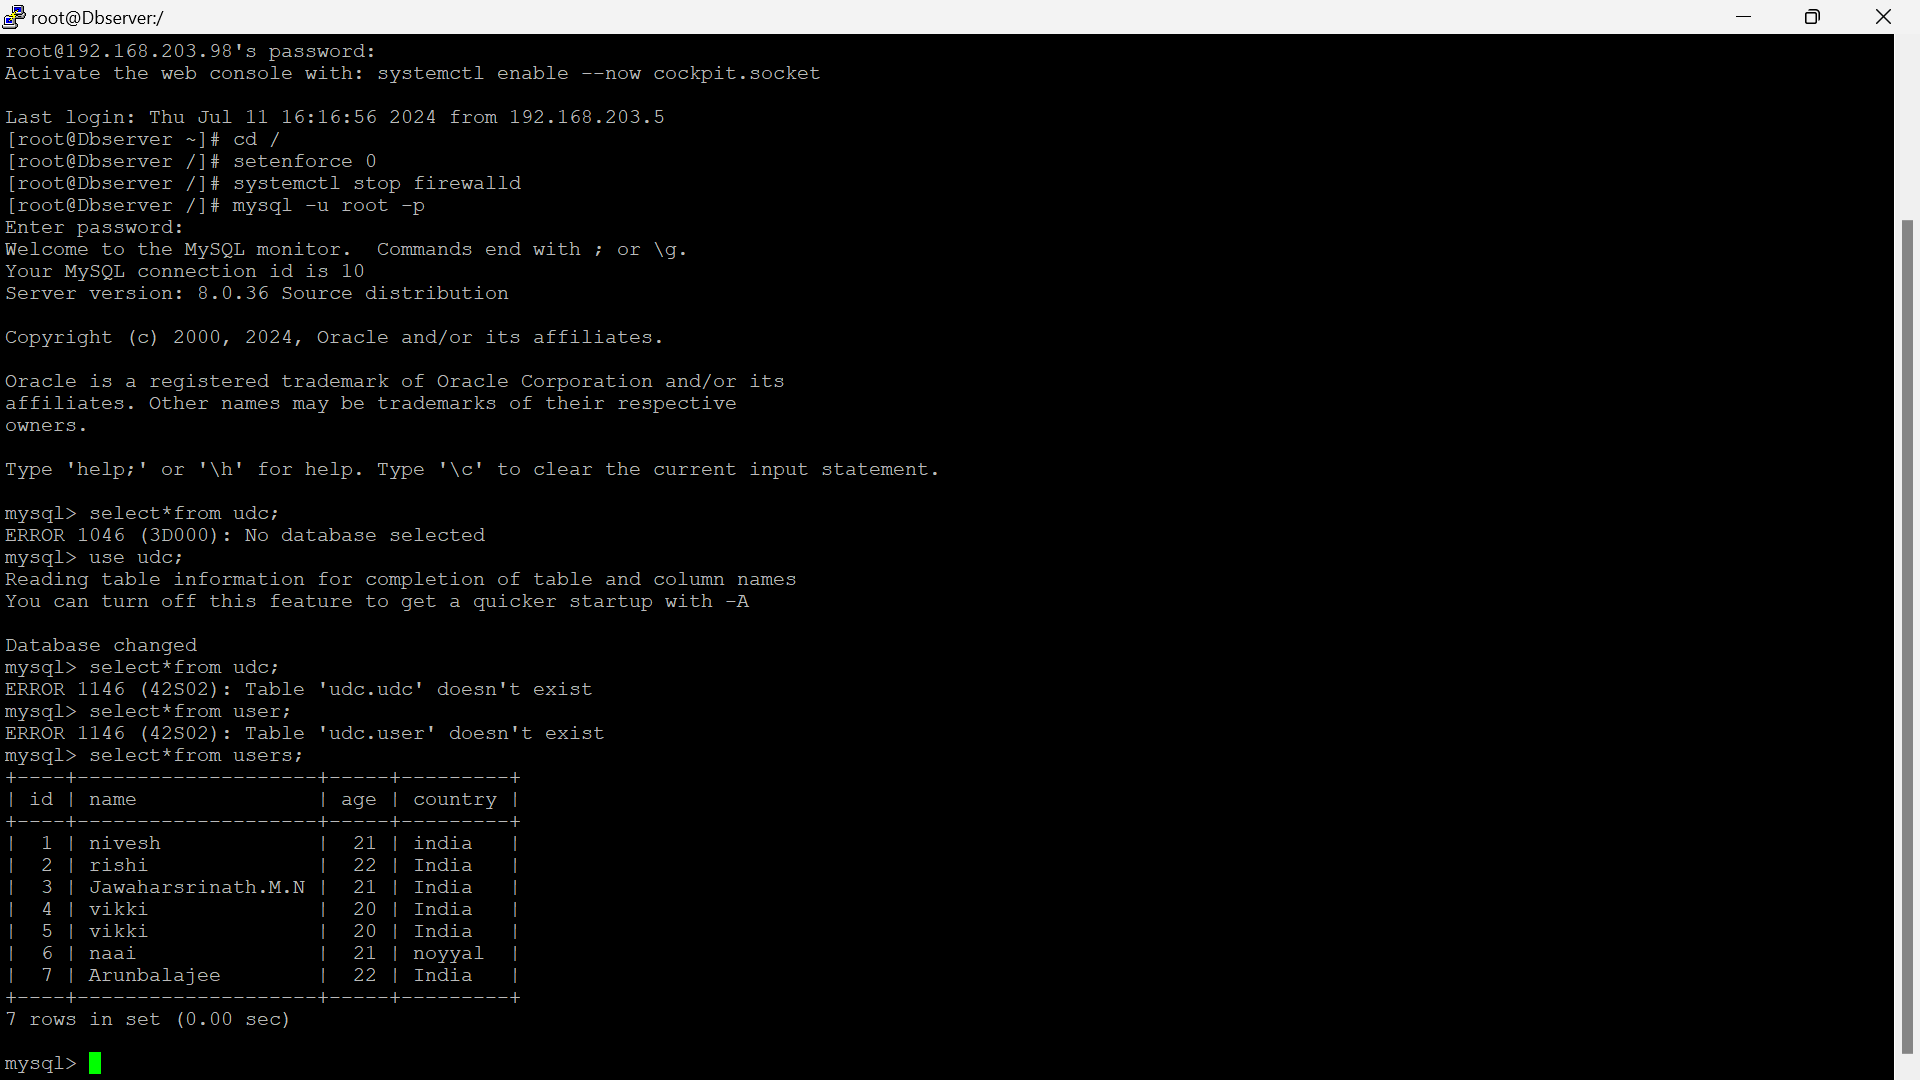 root@Dbserver:/
root@192.168.203.98's password:
Activate the web console with: systemctl enable --now cockpit.socket
Last login: Thu Jul 11 16:16:56 2024 from 192.168.203.5
[root@Dbserver ~]# cd /
[root@Dbserver /]# setenforce 0
[root@Dbserver /]# systemctl stop firewalld
[root@Dbserver /]# mysql -u root -p
Enter password:
Welcome to the MySQL monitor.  Commands end with ; or \g.
Your MySQL connection id is 10
Server version: 8.0.36 Source distribution
Copyright (c) 2000, 2024, Oracle and/or its affiliates.
Oracle is a registered trademark of Oracle Corporation and/or its
affiliates. Other names may be trademarks of their respective
owners.
Type 'help;' or '\h' for help. Type '\c' to clear the current input statement.
mysql> select*from udc;
ERROR 1046 (3D000): No database selected
mysql> use udc;
Reading table information for completion of table and column names
You can turn off this feature to get a quicker startup with -A
Database changed
mysql> select*from udc;
ERROR 1146 (42S02): Table 'udc.udc' doesn't exist
mysql> select*from user;
ERROR 1146 (42S02): Table 'udc.user' doesn't exist
mysql> select*from users;
+----+--------------------+-----+---------+
| id | name               | age | country |
+----+--------------------+-----+---------+
|  1 | nivesh             |  21 | india   |
|  2 | rishi              |  22 | India   |
|  3 | Jawaharsrinath.M.N |  21 | India   |
|  4 | vikki              |  20 | India   |
|  5 | vikki              |  20 | India   |
|  6 | naai               |  21 | noyyal  |
|  7 | Arunbalajee        |  22 | India   |
+----+--------------------+-----+---------+
7 rows in set (0.00 sec)
mysql>